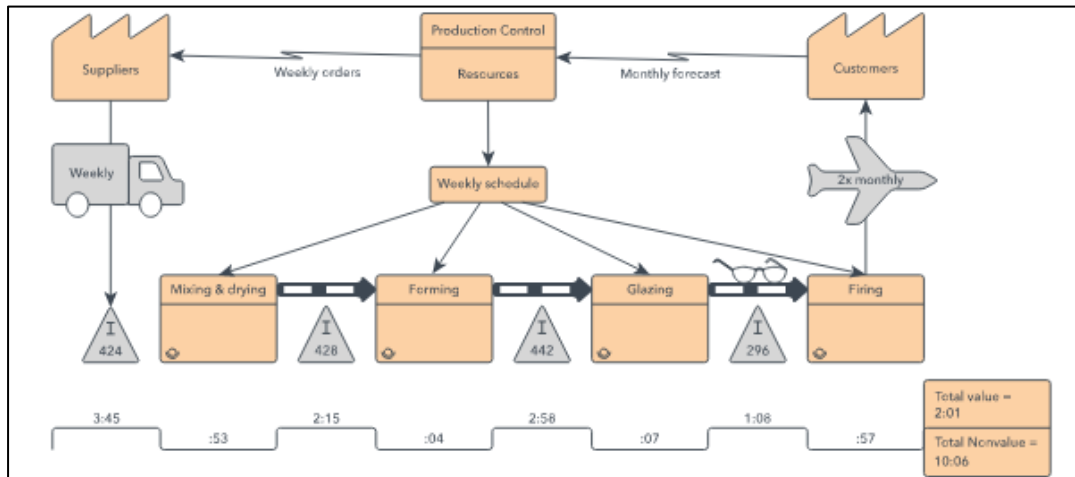 Production Control
Suppliers
Weekly orders
Resources
Monthly forecast
Customers
Weekly
Weekly schedule
2x monthly
Mixing & drying
Forming
Glazing
Firing
I
424
I
428
I
442
I
296
3:45
:53
2:15
:04
2:58
:07
1:08
:57
Total value =
2:01
Total Nonvalue =
10:06